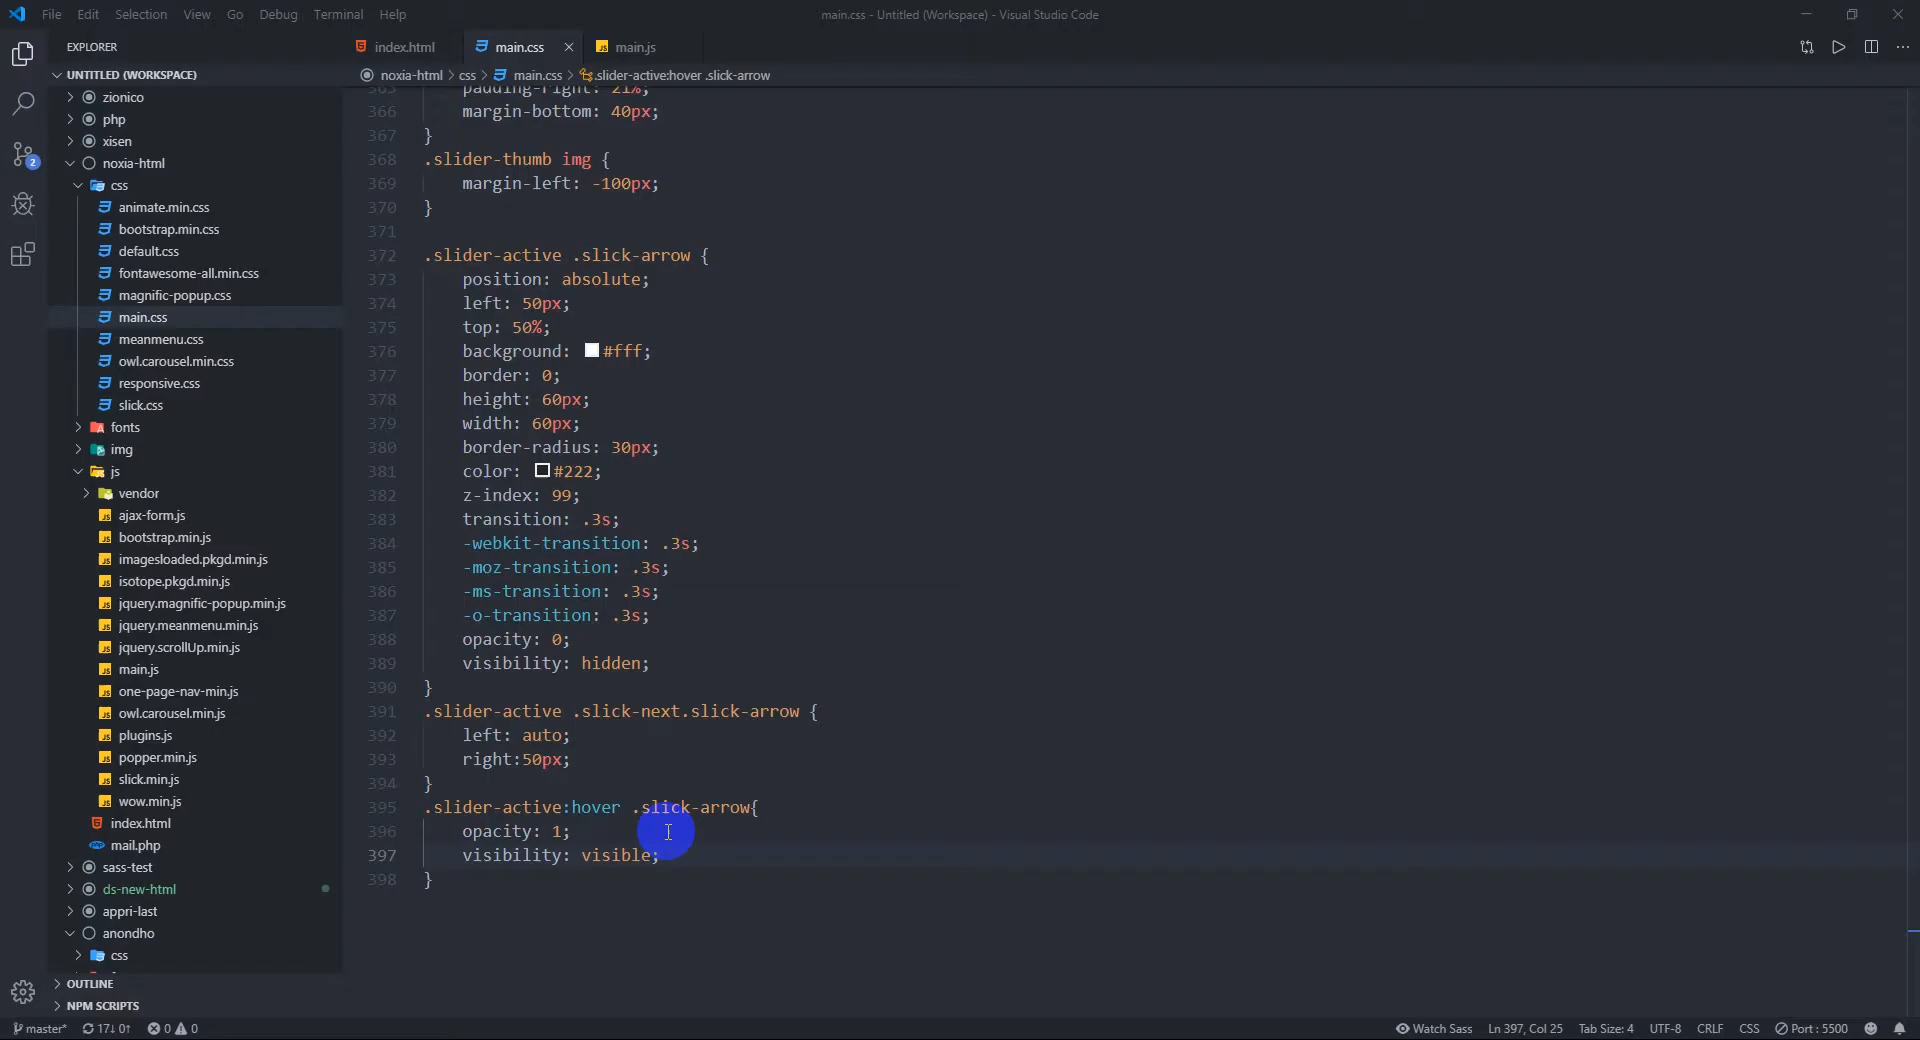 File Edit Selection View Go Debug Terminal Help
main.css - Untitled (Workspace) - Visual Studio Code
EXPLORER
index.html
main.css
main.js
UNTITLED (WORKSPACE)
noxia-html > css > main.css > .slider-active:hover .slick-arrow
zionico
php
xisen
noxia-html
css
animate.min.css
bootstrap.min.css
default.css
fontawesome-all.min.css
magnific-popup.css
main.css
meanmenu.css
owl.carousel.min.css
responsive.css
slick.css
fonts
img
js
vendor
ajax-form.js
bootstrap.min.js
imagesloaded.pkgd.min.js
isotope.pkgd.min.js
jquery.magnific-popup.min.js
jquery.meanmenu.min.js
jquery.scrollUp.min.js
main.js
one-page-nav-min.js
owl.carousel.min.js
plugins.js
popper.min.js
slick.min.js
wow.min.js
index.html
mail.php
sass-test
ds-new-html
appri-last
anondho
css
OUTLINE
NPM SCRIPTS
365 padding-right: 21%;
366 margin-bottom: 40px;
367 }
368 .slider-thumb img {
369 margin-left: -100px;
370 }
371
372 .slider-active .slick-arrow {
373 position: absolute;
374 left: 50px;
375 top: 50%;
376 background: #fff;
377 border: 0;
378 height: 60px;
379 width: 60px;
380 border-radius: 30px;
381 color: #222;
382 z-index: 99;
383 transition: .3s;
384 -webkit-transition: .3s;
385 -moz-transition: .3s;
386 -ms-transition: .3s;
387 -o-transition: .3s;
388 opacity: 0;
389 visibility: hidden;
390 }
391 .slider-active .slick-next.slick-arrow {
392 left: auto;
393 right:50px;
394 }
395 .slider-active:hover .slick-arrow{
396 opacity: 1;
397 visibility: visible;
398 }
2
master* 17↓ 0↑ 0 0
Watch Sass Ln 397, Col 25 Tab Size: 4 UTF-8 CRLF CSS Port : 5500